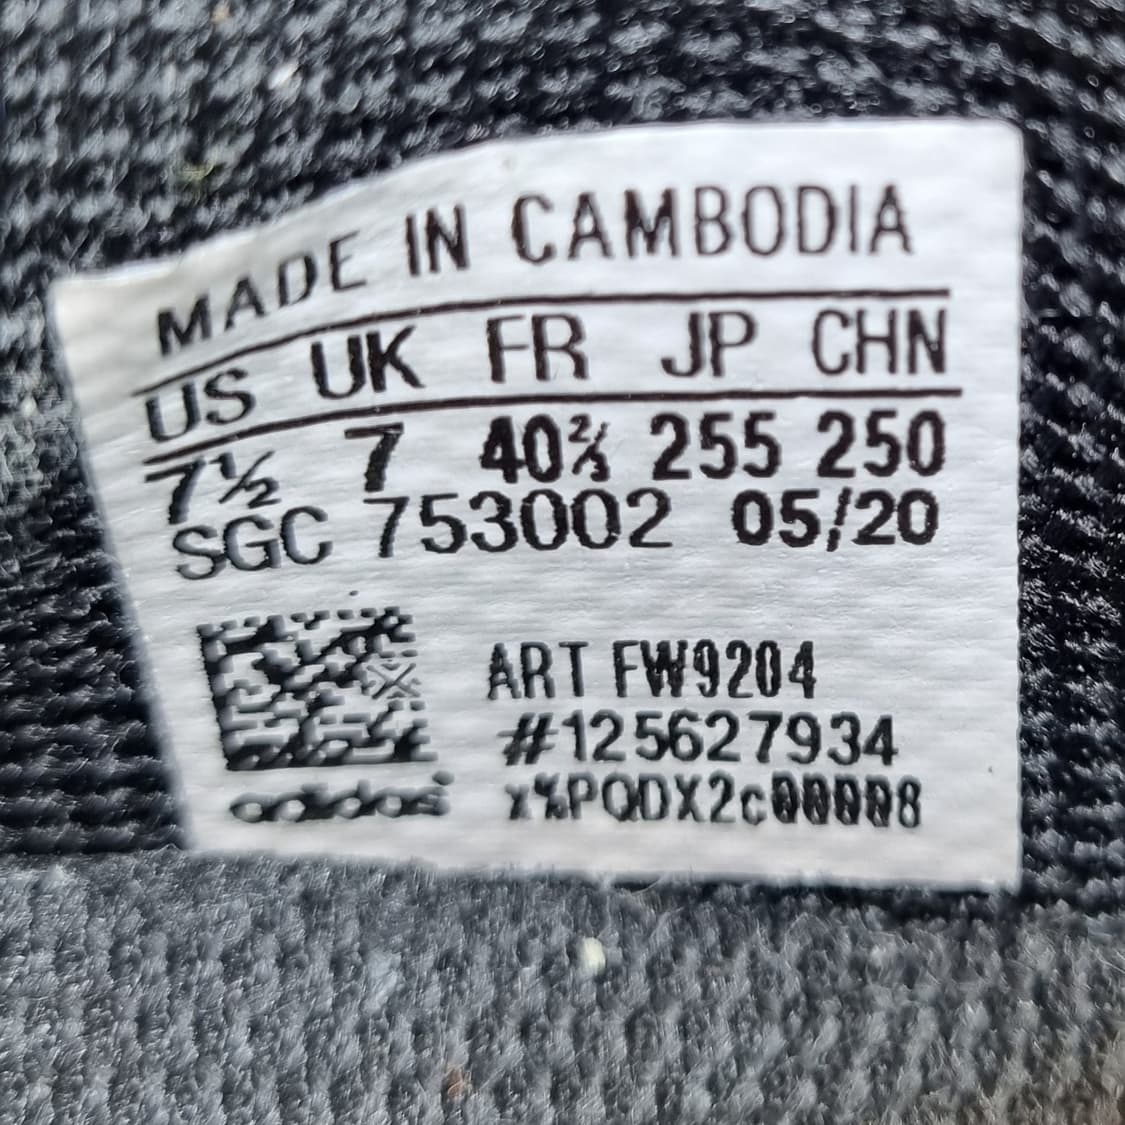 MADE IN CAMBODIA
US UK FR JP CHN
7½ 7 40⅔ 255 250
SGC 753002 05/20
ART FW9204
#125627934
x%PQDX2c00008
adidas